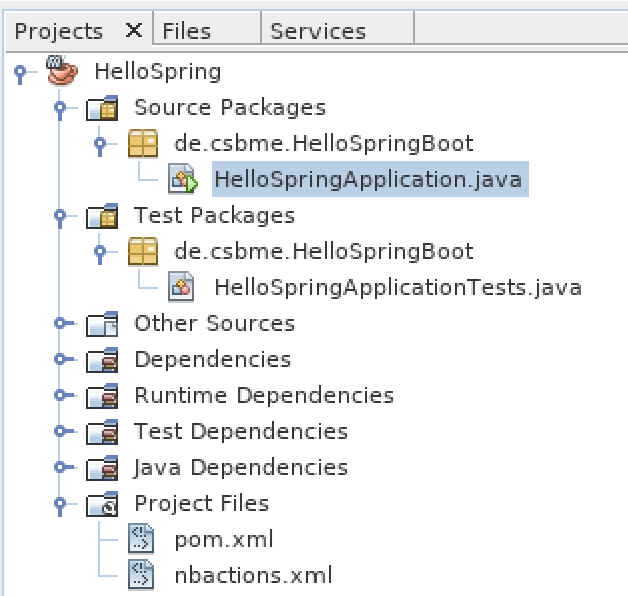 Projects Files Services
HelloSpring
Source Packages
de.csbme.HelloSpringBoot
HelloSpringApplication.java
Test Packages
de.csbme.HelloSpringBoot
HelloSpringApplicationTests.java
Other Sources
Dependencies
Runtime Dependencies
Test Dependencies
Java Dependencies
Project Files
pom.xml
nbactions.xml